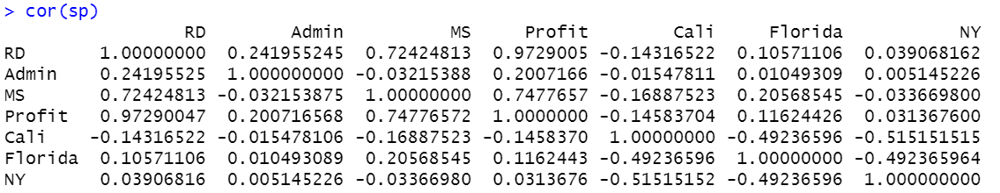 > cor(sp)
RD Admin MS Profit Cali Florida NY
RD 1.00000000 0.241955245 0.72424813 0.9729005 -0.14316522 0.10571106 0.039068162
Admin 0.24195525 1.000000000 -0.03215388 0.2007166 -0.01547811 0.01049309 0.005145226
MS 0.72424813 -0.032153875 1.00000000 0.7477657 -0.16887523 0.20568545 -0.033669800
Profit 0.97290047 0.200716568 0.74776572 1.0000000 -0.14583704 0.11624426 0.031367600
Cali -0.14316522 -0.015478106 -0.16887523 -0.1458370 1.00000000 -0.49236596 -0.515151515
Florida 0.10571106 0.010493089 0.20568545 0.1162443 -0.49236596 1.00000000 -0.492365964
NY 0.03906816 0.005145226 -0.03366980 0.0313676 -0.51515152 -0.49236596 1.000000000